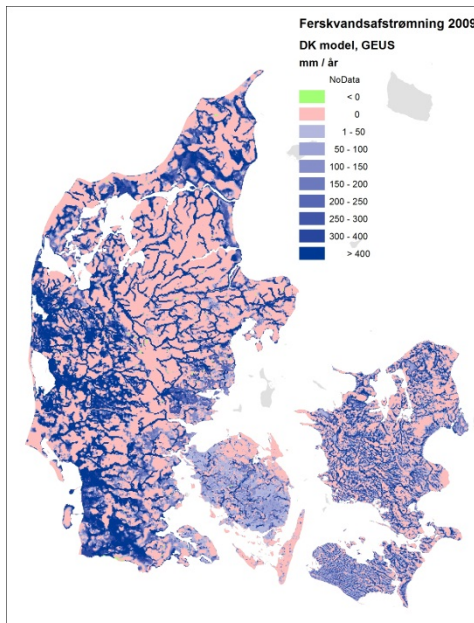 Ferskvandsafstrømning 2009
DK model, GEUS
mm / år
NoData
< 0
0
1 - 50
50 - 100
100 - 150
150 - 200
200 - 250
250 - 300
300 - 400
> 400